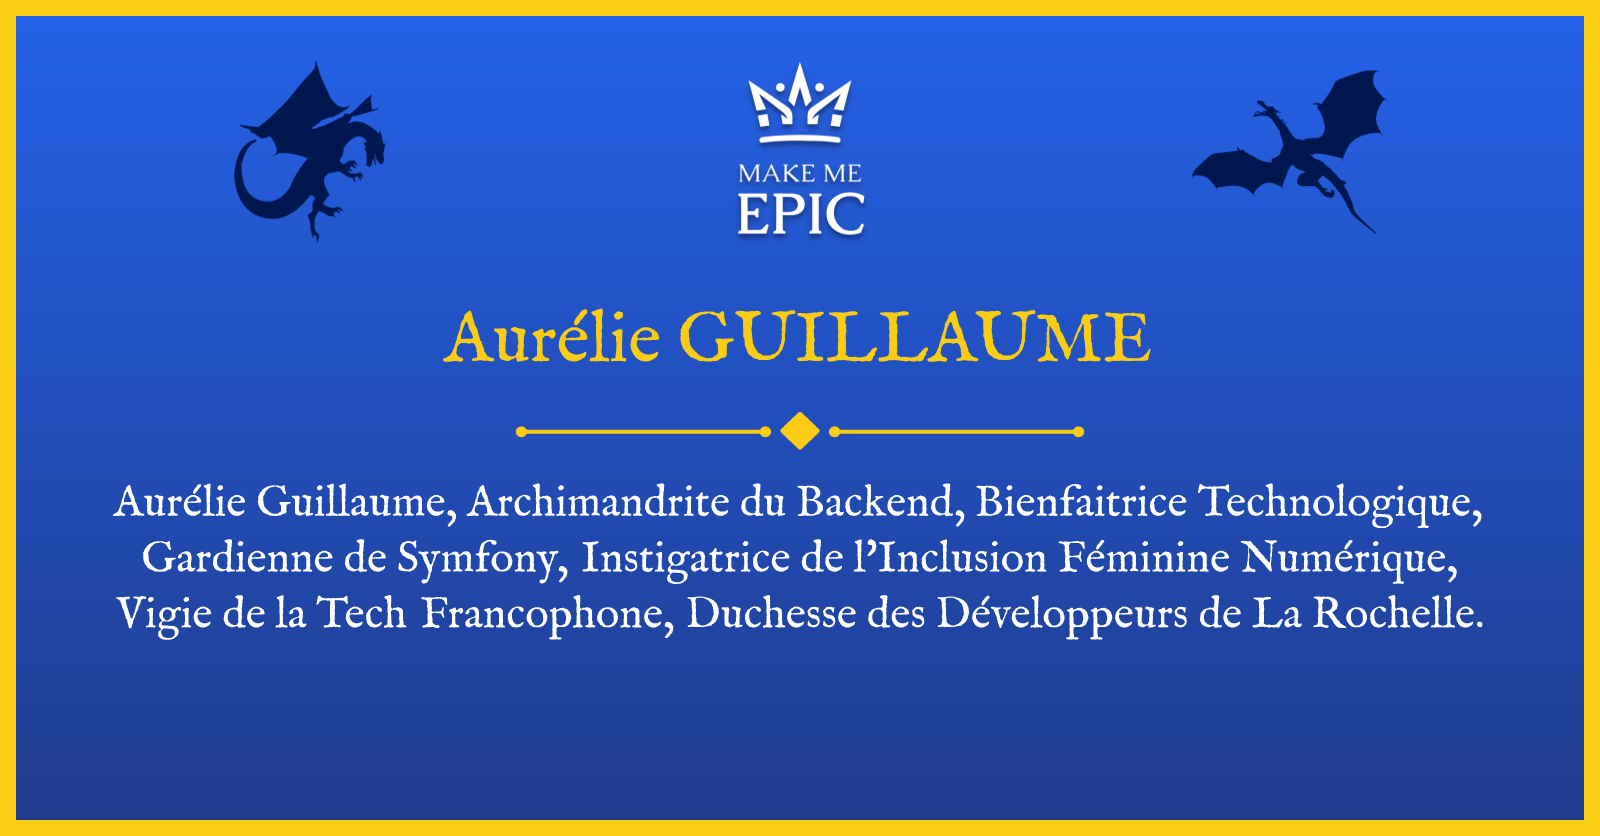 MAKE ME
EPIC
Aurélie GUILLAUME
Aurélie Guillaume, Archimandrite du Backend, Bienfaitrice Technologique,
Gardienne de Symfony, Instigatrice de l'Inclusion Féminine Numérique,
Vigie de la Tech Francophone, Duchesse des Développeurs de La Rochelle.